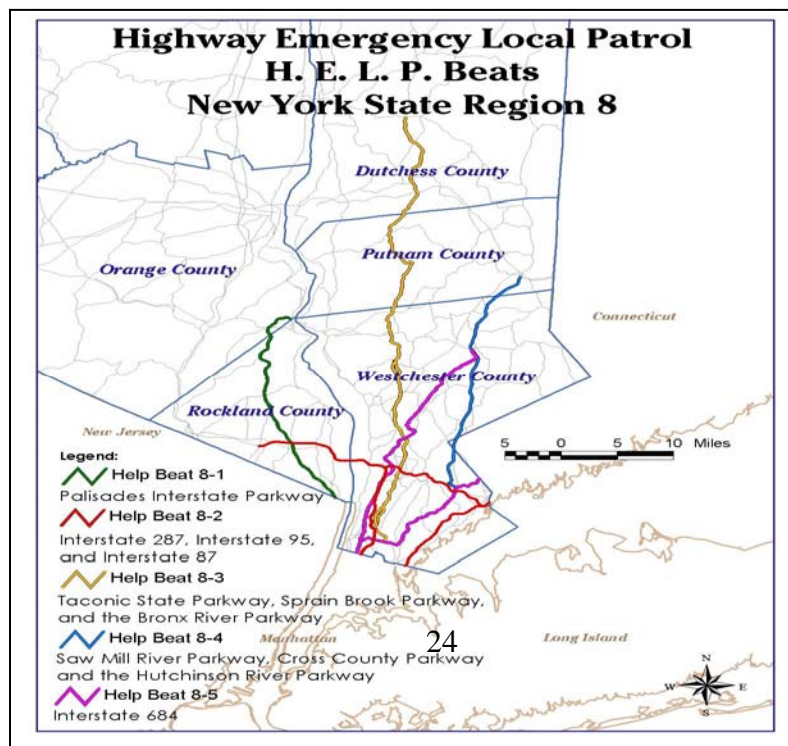 Highway Emergency Local Patrol
H. E. L. P. Beats
New York State Region 8
Dutchess County
Putnam County
Orange County
Connecticut
Westchester County
Rockland County
New Jersey
5 0 5 10 Miles
Legend:
Help Beat 8-1
Palisades Interstate Parkway
Help Beat 8-2
Interstate 287, Interstate 95,
and Interstate 87
Help Beat 8-3
Taconic State Parkway, Sprain Brook Parkway,
and the Bronx River Parkway
Help Beat 8-4
Manhattan
24
Long Island
Saw Mill River Parkway, Cross County Parkway
and the Hutchinson River Parkway
Help Beat 8-5
Interstate 684
N
W E
S